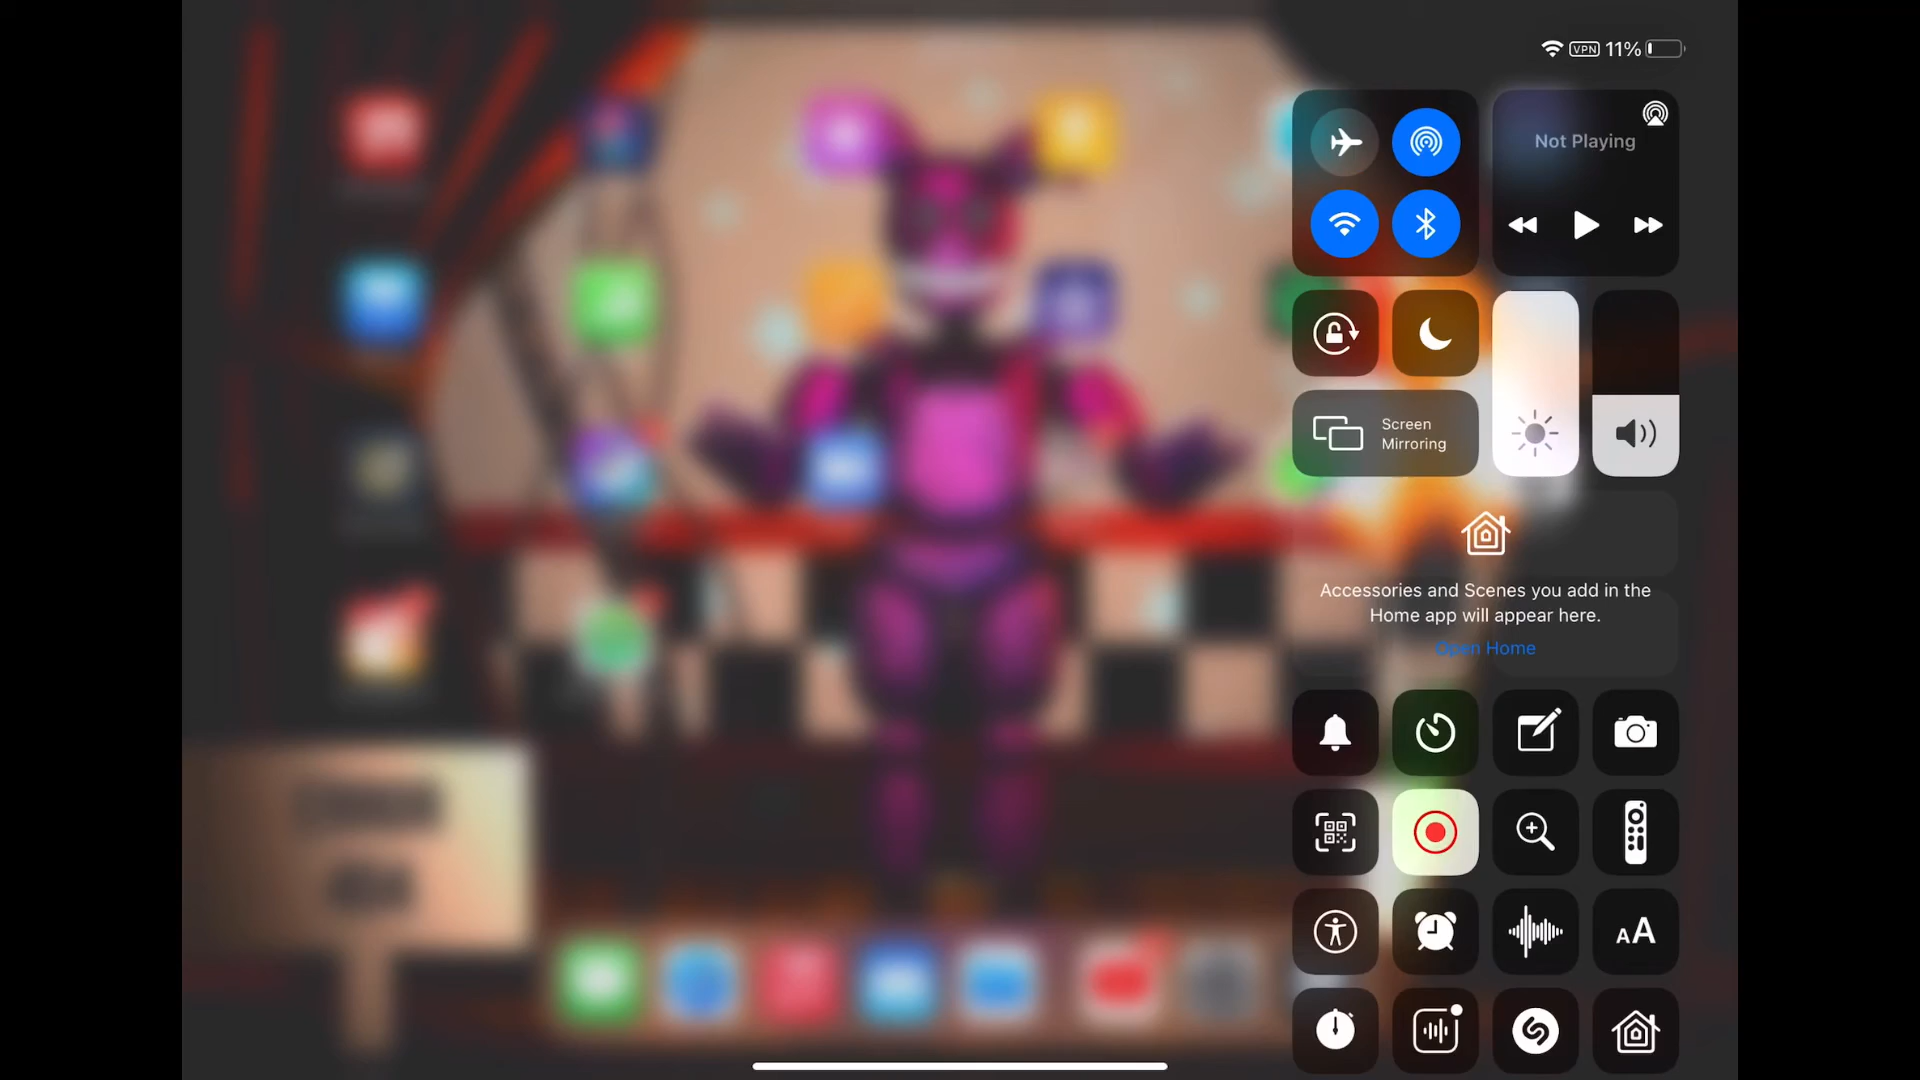 VPN 11%
Not Playing
Screen
Mirroring
Accessories and Scenes you add in the
Home app will appear here.
Open Home
AA